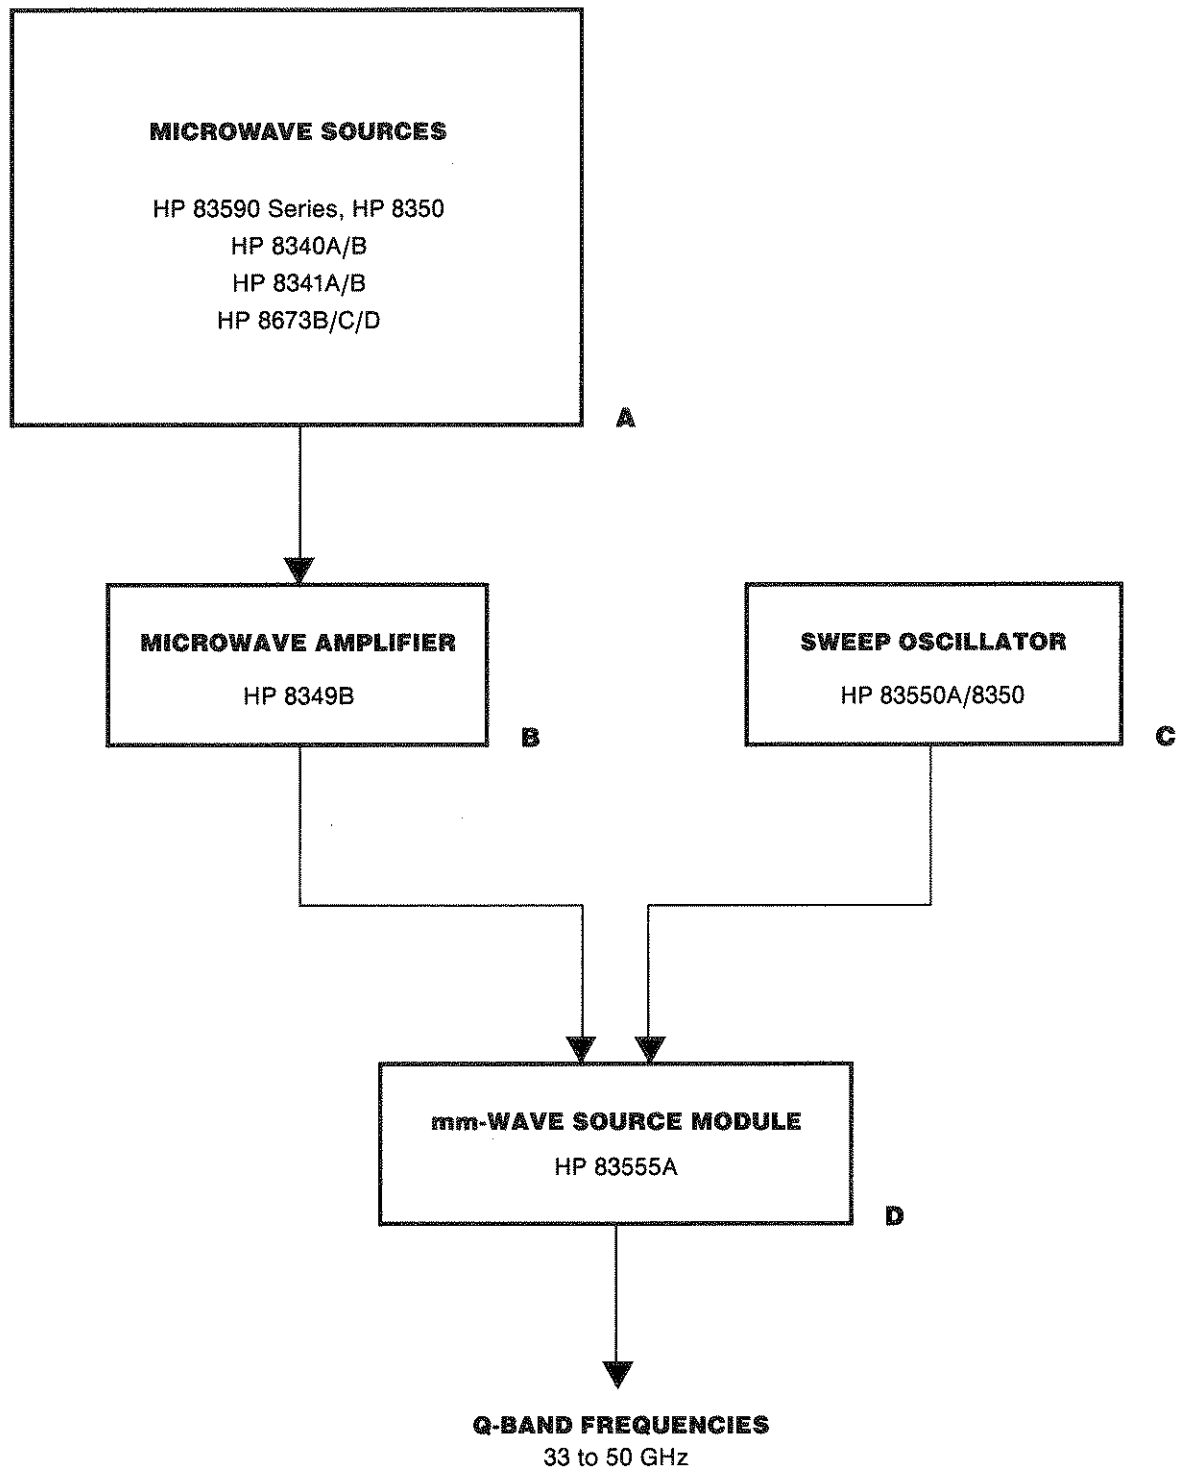 MICROWAVE SOURCES
HP 83590 Series, HP 8350
HP 8340A/B
HP 8341A/B
HP 8673B/C/D
A
MICROWAVE AMPLIFIER
HP 8349B
B
SWEEP OSCILLATOR
HP 83550A/8350
C
mm-WAVE SOURCE MODULE
HP 83555A
D
Q-BAND FREQUENCIES
33 to 50 GHz